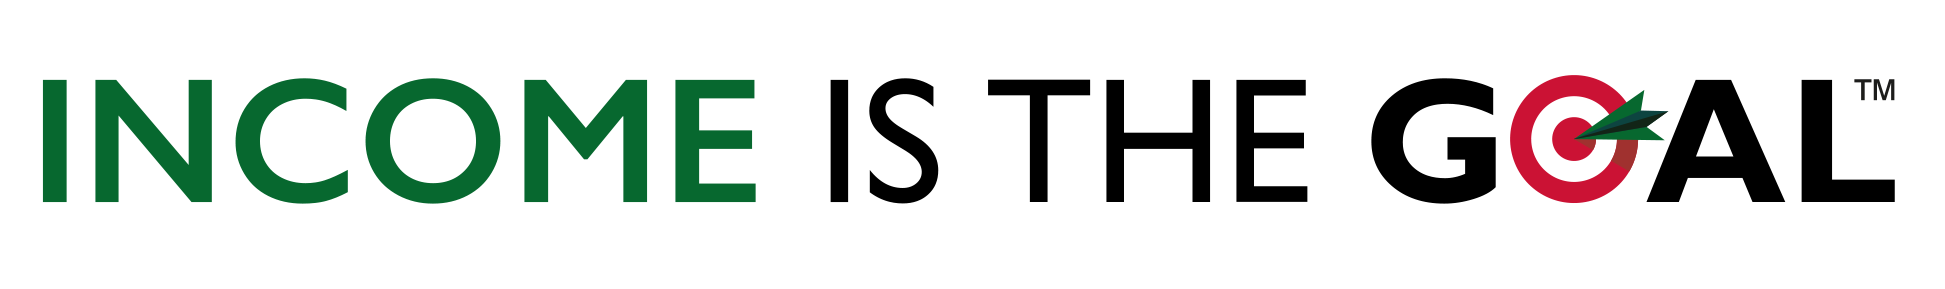 INCOME IS THE GOAL™